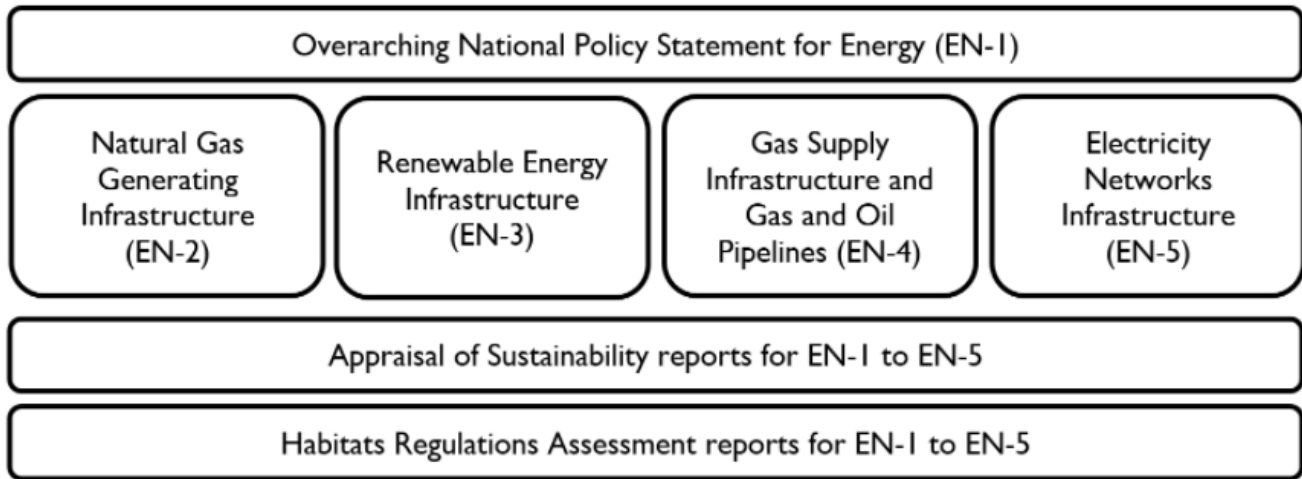 Overarching National Policy Statement for Energy (EN-1)
Natural Gas
Generating
Infrastructure
(EN-2)
Renewable Energy
Infrastructure
(EN-3)
Gas Supply
Infrastructure and
Gas and Oil
Pipelines (EN-4)
Electricity
Networks
Infrastructure
(EN-5)
Appraisal of Sustainability reports for EN-1 to EN-5
Habitats Regulations Assessment reports for EN-1 to EN-5